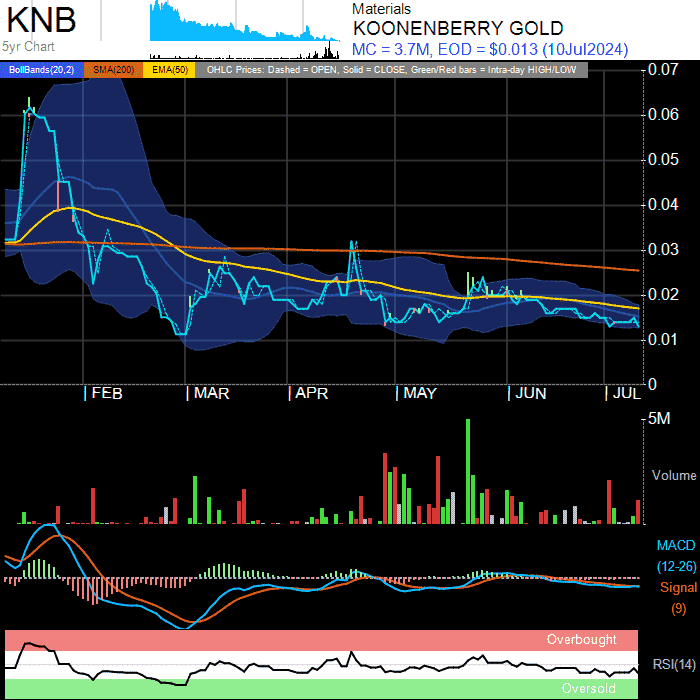 KNB
5yr Chart
Materials
KOONENBERRY GOLD
MC = 3.7M, EOD = $0.013 (10Jul2024)
BollBands(20,2) SMA(200) EMA(50) OHLC Prices: Dashed = OPEN, Solid = CLOSE, Green/Red bars = Intra-day HIGH/LOW
0.07
0.06
0.05
0.04
0.03
0.02
0.01
0
FEB MAR APR MAY JUN JUL
5M
Volume
MACD
(12-26)
Signal
(9)
Overbought
RSI(14)
Oversold